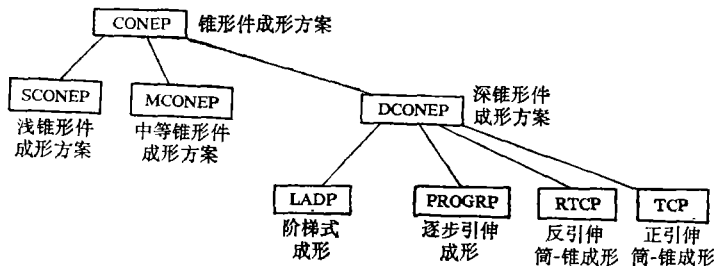 CONEP 锥形件成形方案
SCONEP
MCONEP
DCONEP
深锥形件
成形方案
浅锥形件
成形方案
中等锥形件
成形方案
LADP
PROGRP
RTCP
TCP
阶梯式
成形
逐步引伸
成形
反引伸
筒-锥成形
正引伸
筒-锥成形